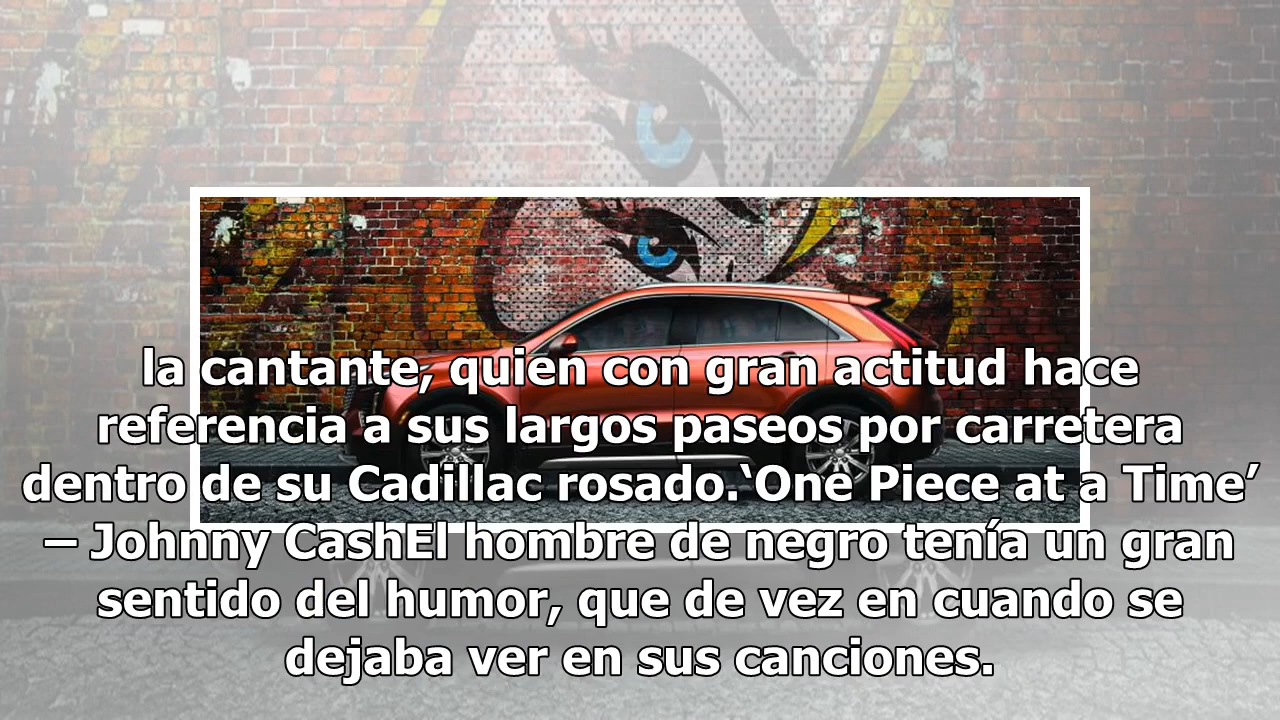 la cantante, quien con gran actitud hace
referencia a sus largos paseos por carretera
dentro de su Cadillac rosado.‘One Piece at a Time’
– Johnny CashEl hombre de negro tenía un gran
sentido del humor, que de vez en cuando se
dejaba ver en sus canciones.